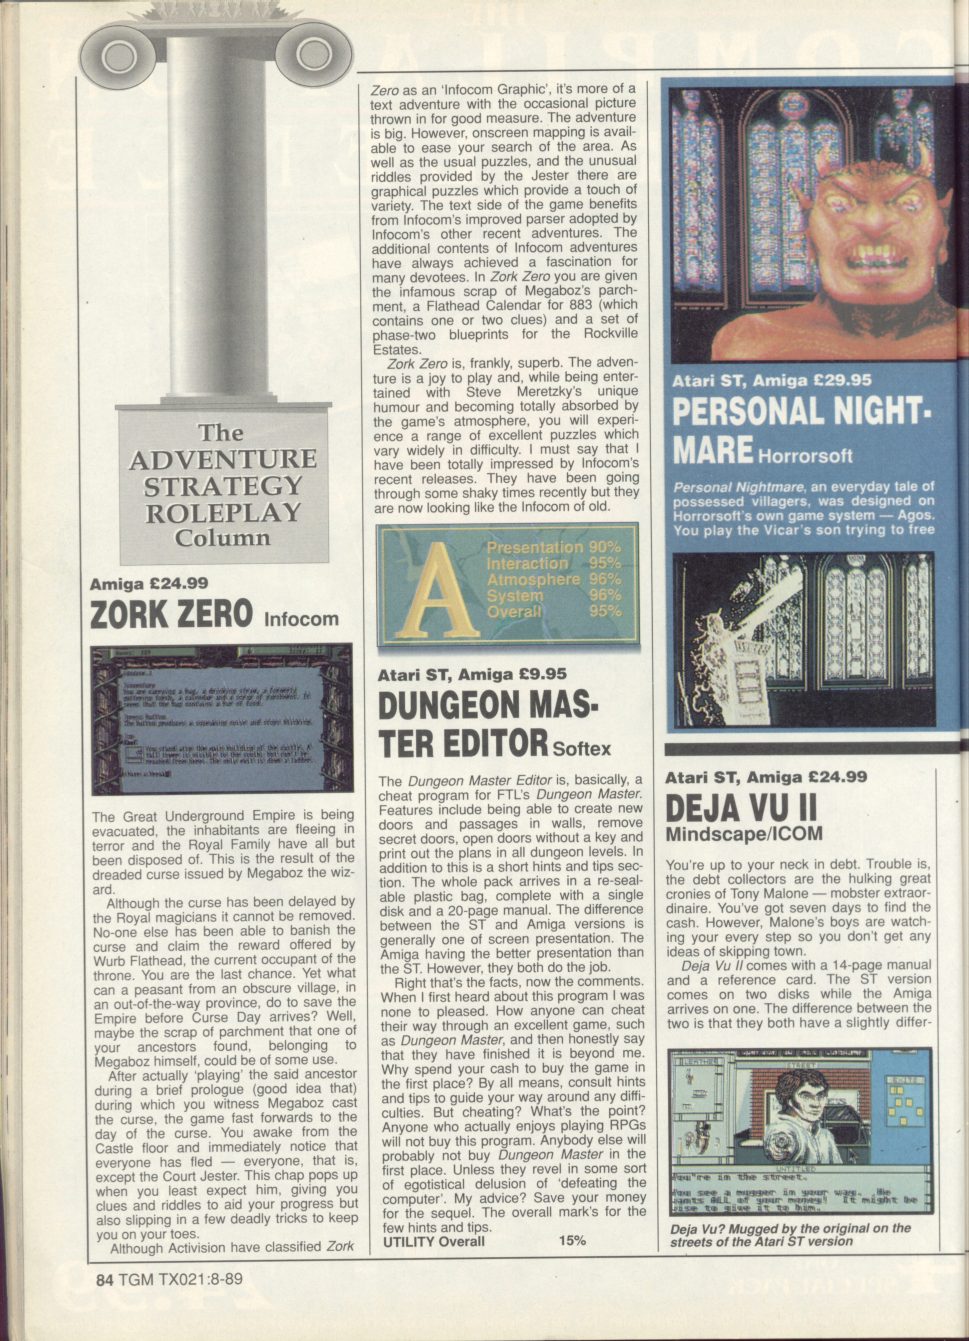 The
ADVENTURE
STRATEGY
ROLEPLAY
Column
Amiga £24.99
ZORK ZERO Infocom
You are carrying a bag, a drinking straw, a
The Great Underground Empire is being
evacuated, the inhabitants are fleeing in
terror and the Royal Family have all but
been disposed of. This is the result of the
dreaded curse issued by Megaboz the wiz-
ard.
Although the curse has been delayed by
the Royal magicians it cannot be removed.
No-one else has been able to banish the
curse and claim the reward offered by
Wurb Flathead, the current occupant of the
throne. You are the last chance. Yet what
can a peasant from an obscure village, in
an out-of-the-way province, do to save the
Empire before Curse Day arrives? Well,
maybe the scrap of parchment that one of
your ancestors found, belonging to
Megaboz himself, could be of some use.
After actually 'playing' the said ancestor
during a brief prologue (good idea that)
during which you witness Megaboz cast
the curse, the game fast forwards to the
day of the curse. You awake from the
Castle floor and immediately notice that
everyone has fled — everyone, that is,
except the Court Jester. This chap pops up
when you least expect him, giving you
clues and riddles to aid your progress but
also slipping in a few deadly tricks to keep
you on your toes.
Although Activision have classified Zork
Zero as an 'Infocom Graphic', it's more of a
text adventure with the occasional picture
thrown in for good measure. The adventure
is big. However, onscreen mapping is avail-
able to ease your search of the area. As
well as the usual puzzles, and the unusual
riddles provided by the Jester there are
graphical puzzles which provide a touch of
variety. The text side of the game benefits
from Infocom's improved parser adopted by
Infocom's other recent adventures. The
additional contents of Infocom adventures
have always achieved a fascination for
many devotees. In Zork Zero you are given
the infamous scrap of Megaboz's parch-
ment, a Flathead Calendar for 883 (which
contains one or two clues) and a set of
phase-two blueprints for the Rockville
Estates.
Zork Zero is, frankly, superb. The adven-
ture is a joy to play and, while being enter-
tained with Steve Meretzky's unique
humour and becoming totally absorbed by
the game's atmosphere, you will experi-
ence a range of excellent puzzles which
vary widely in difficulty. I must say that I
have been totally impressed by Infocom's
recent releases. They have been going
through some shaky times recently but they
are now looking like the Infocom of old.
A
Presentation 90%
Interaction 95%
Atmosphere 96%
System 96%
Overall 95%
Atari ST, Amiga £9.95
DUNGEON MAS-
TER EDITOR Softex
The Dungeon Master Editor is, basically, a
cheat program for FTL's Dungeon Master.
Features include being able to create new
doors and passages in walls, remove
secret doors, open doors without a key and
print out the plans in all dungeon levels. In
addition to this is a short hints and tips sec-
tion. The whole pack arrives in a re-seal-
able plastic bag, complete with a single
disk and a 20-page manual. The difference
between the ST and Amiga versions is
generally one of screen presentation. The
Amiga having the better presentation than
the ST. However, they both do the job.
Right that's the facts, now the comments.
When I first heard about this program I was
none to pleased. How anyone can cheat
their way through an excellent game, such
as Dungeon Master, and then honestly say
that they have finished it is beyond me.
Why spend your cash to buy the game in
the first place? By all means, consult hints
and tips to guide your way around any diffi-
culties. But cheating? What's the point?
Anyone who actually enjoys playing RPGs
will not buy this program. Anybody else will
probably not buy Dungeon Master in the
first place. Unless they revel in some sort
of egotistical delusion of 'defeating the
computer'. My advice? Save your money
for the sequel. The overall mark's for the
few hints and tips.
UTILITY Overall 15%
Atari ST, Amiga £29.95
PERSONAL NIGHT-
MARE Horrorsoft
Personal Nightmare, an everyday tale of
possessed villagers, was designed on
Horrorsoft's own game system — Agos.
You play the Vicar's son trying to free
Atari ST, Amiga £24.99
DEJA VU II
Mindscape/ICOM
You're up to your neck in debt. Trouble is,
the debt collectors are the hulking great
cronies of Tony Malone — mobster extraor-
dinaire. You've got seven days to find the
cash. However, Malone's boys are watch-
ing your every step so you don't get any
ideas of skipping town.
Deja Vu II comes with a 14-page manual
and a reference card. The ST version
comes on two disks while the Amiga
arrives on one. The difference between the
two is that they both have a slightly differ-
STREET
EXITS
UNTITLED
You're in the street.
You see a mugger in your way. He
wants ALL of your money! It might be
wise to give it to him.
Deja Vu? Mugged by the original on the
streets of the Atari ST version
84 TGM TX021:8-89